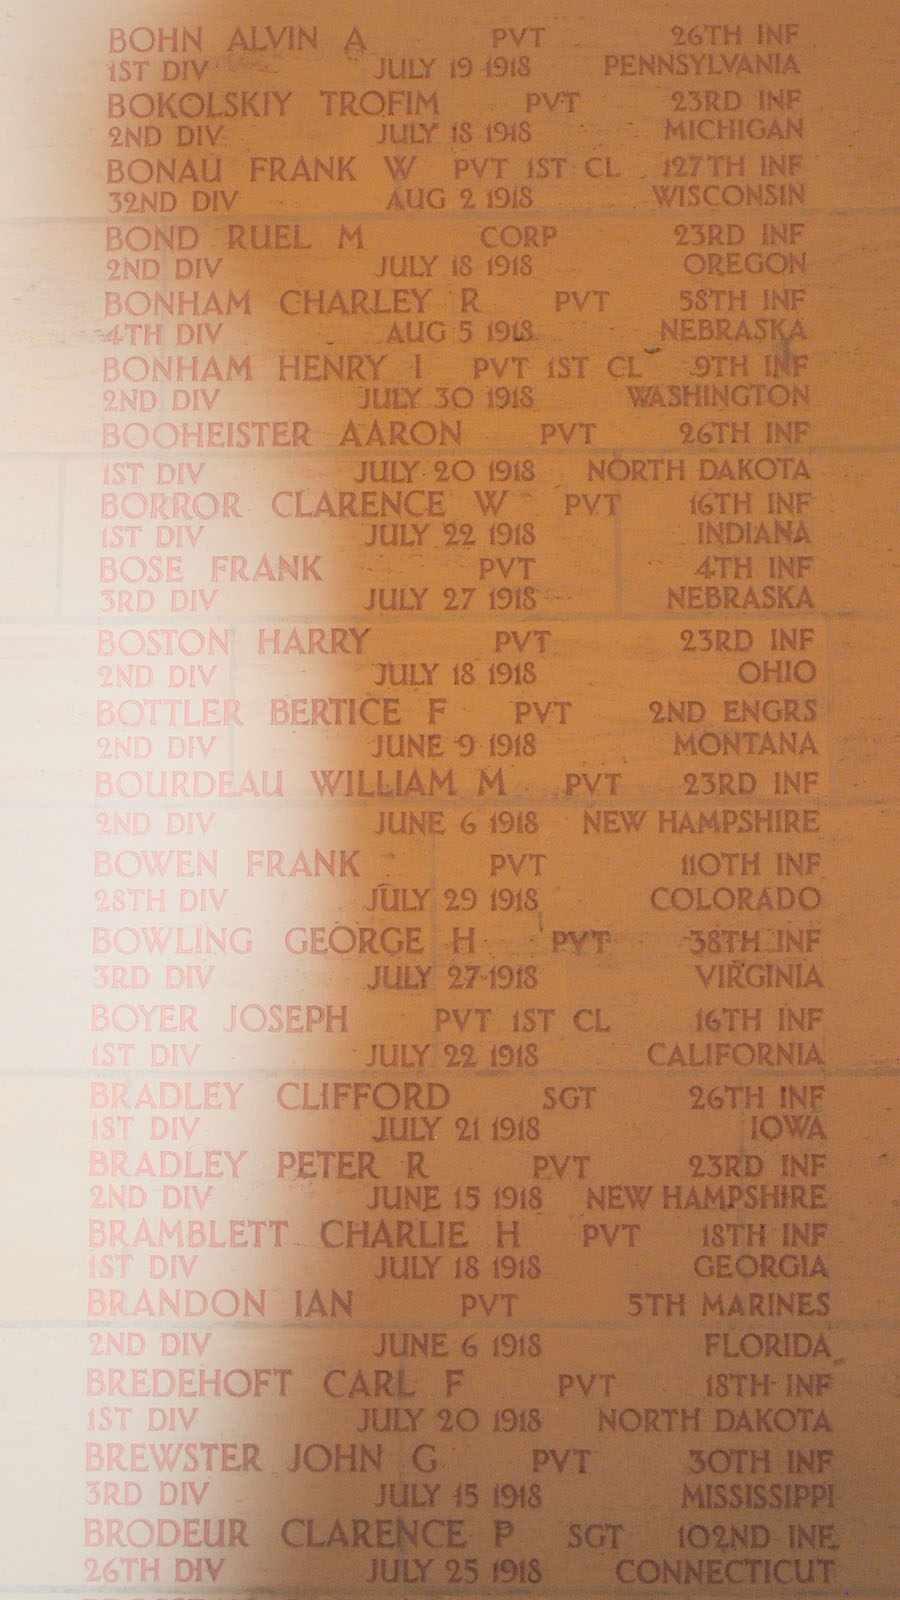 BOHN ALVIN A PVT 26TH INF
1ST DIV JULY 19 1918 PENNSYLVANIA
BOKOLSKIY TROFIM PVT 23RD INF
2ND DIV JULY 18 1918 MICHIGAN
BONAU FRANK W PVT 1ST CL 127TH INF
32ND DIV AUG 2 1918 WISCONSIN
BOND RUEL M CORP 23RD INF
2ND DIV JULY 18 1918 OREGON
BONHAM CHARLEY R PVT 58TH INF
4TH DIV AUG 5 1918 NEBRASKA
BONHAM HENRY I PVT 1ST CL 9TH INF
2ND DIV JULY 30 1918 WASHINGTON
BOOHEISTER AARON PVT 26TH INF
1ST DIV JULY 20 1918 NORTH DAKOTA
BORROR CLARENCE W PVT 16TH INF
1ST DIV JULY 22 1918 INDIANA
BOSE FRANK PVT 4TH INF
3RD DIV JULY 27 1918 NEBRASKA
BOSTON HARRY PVT 23RD INF
2ND DIV JULY 18 1918 OHIO
BOTTLER BERTICE F PVT 2ND ENGRS
2ND DIV JUNE 9 1918 MONTANA
BOURDEAU WILLIAM M PVT 23RD INF
2ND DIV JUNE 6 1918 NEW HAMPSHIRE
BOWEN FRANK PVT 110TH INF
28TH DIV JULY 29 1918 COLORADO
BOWLING GEORGE H PVT 38TH INF
3RD DIV JULY 27 1918 VIRGINIA
BOYER JOSEPH PVT 1ST CL 16TH INF
1ST DIV JULY 22 1918 CALIFORNIA
BRADLEY CLIFFORD SGT 26TH INF
1ST DIV JULY 21 1918 IOWA
BRADLEY PETER R PVT 23RD INF
2ND DIV JUNE 15 1918 NEW HAMPSHIRE
BRAMBLETT CHARLIE H PVT 18TH INF
1ST DIV JULY 18 1918 GEORGIA
BRANDON IAN PVT 5TH MARINES
2ND DIV JUNE 6 1918 FLORIDA
BREDEHOFT CARL F PVT 18TH INF
1ST DIV JULY 20 1918 NORTH DAKOTA
BREWSTER JOHN G PVT 30TH INF
3RD DIV JULY 15 1918 MISSISSIPPI
BRODEUR CLARENCE P SGT 102ND INF
26TH DIV JULY 25 1918 CONNECTICUT